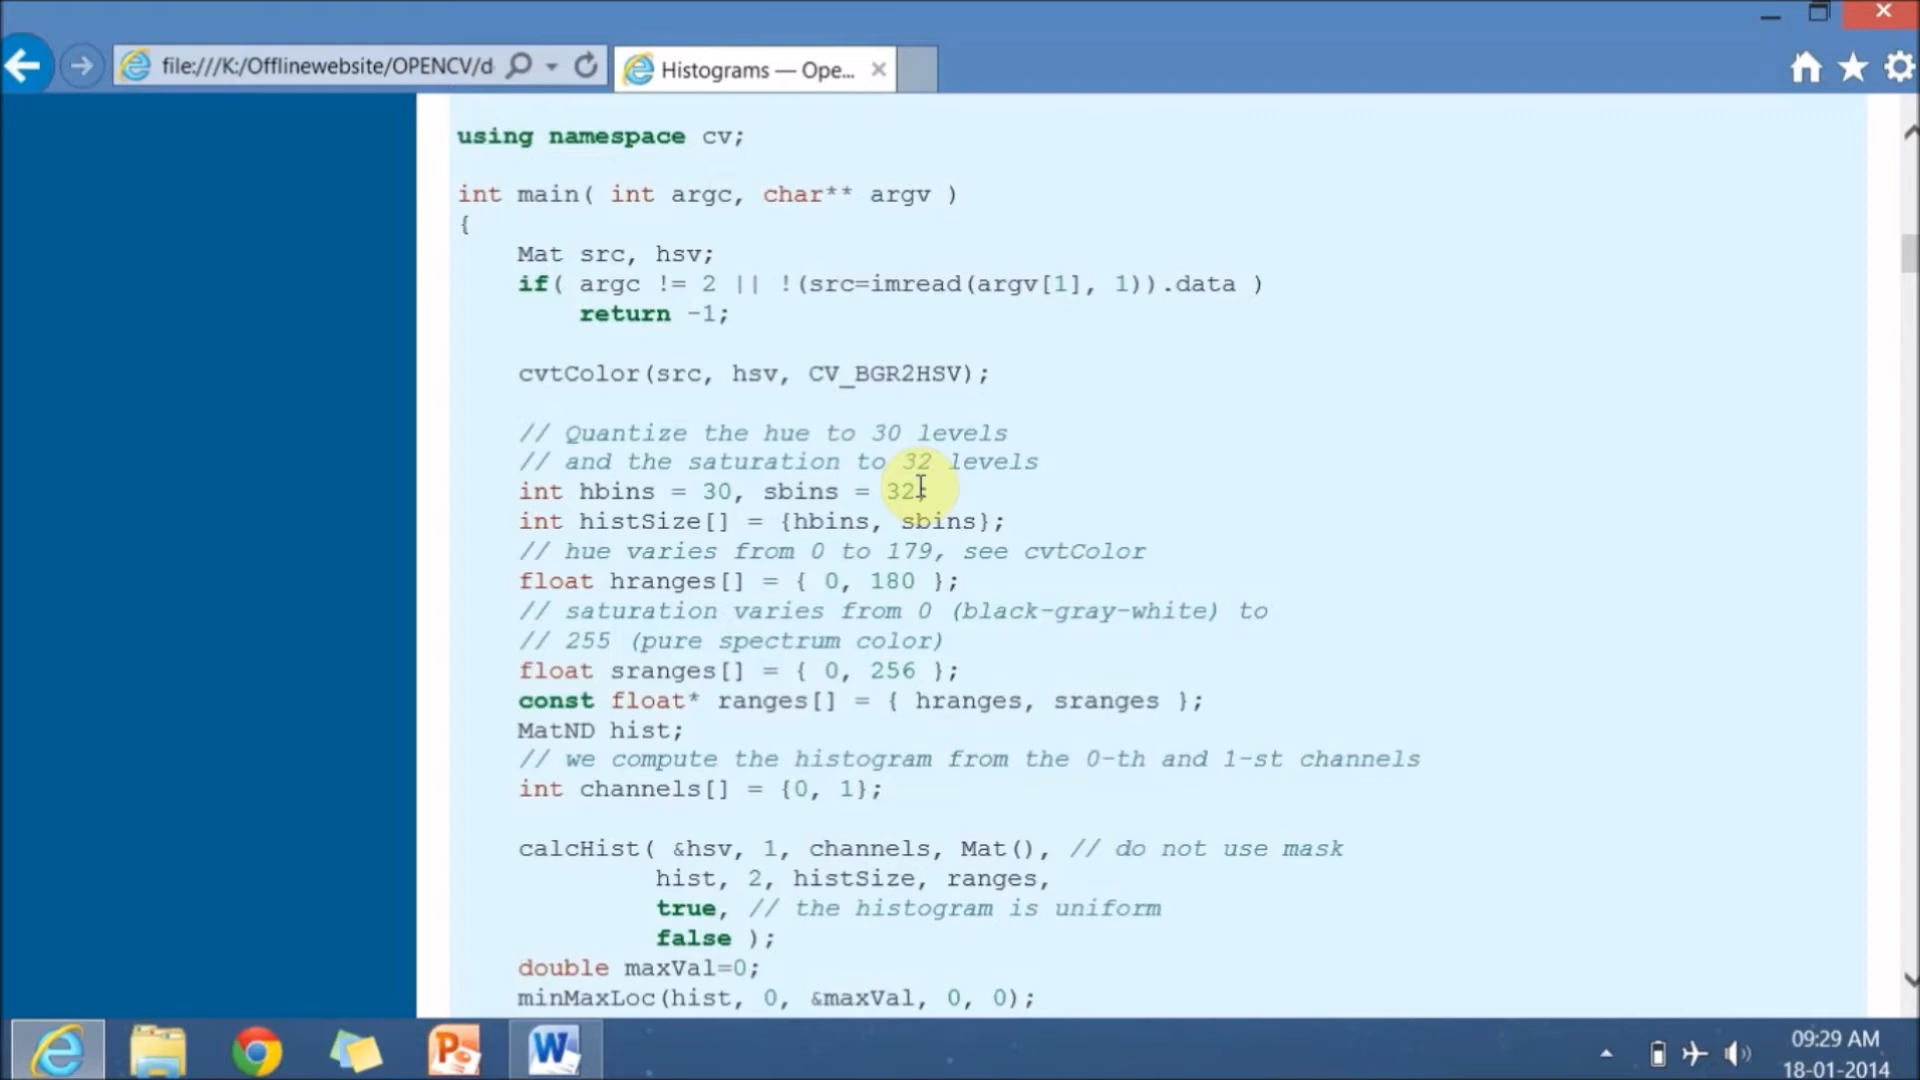 file:///K:/Offlinewebsite/OPENCV/d
Histograms — Ope...
using namespace cv;
int main( int argc, char** argv )
{
Mat src, hsv;
if( argc != 2 || !(src=imread(argv[1], 1)).data )
return -1;
cvtColor(src, hsv, CV_BGR2HSV);
// Quantize the hue to 30 levels
// and the saturation to 32 levels
int hbins = 30, sbins = 32;
int histSize[] = {hbins, sbins};
// hue varies from 0 to 179, see cvtColor
float hranges[] = { 0, 180 };
// saturation varies from 0 (black-gray-white) to
// 255 (pure spectrum color)
float sranges[] = { 0, 256 };
const float* ranges[] = { hranges, sranges };
MatND hist;
// we compute the histogram from the 0-th and 1-st channels
int channels[] = {0, 1};
calcHist( &hsv, 1, channels, Mat(), // do not use mask
hist, 2, histSize, ranges,
true, // the histogram is uniform
false );
double maxVal=0;
minMaxLoc(hist, 0, &maxVal, 0, 0);
09:29 AM
18-01-2014